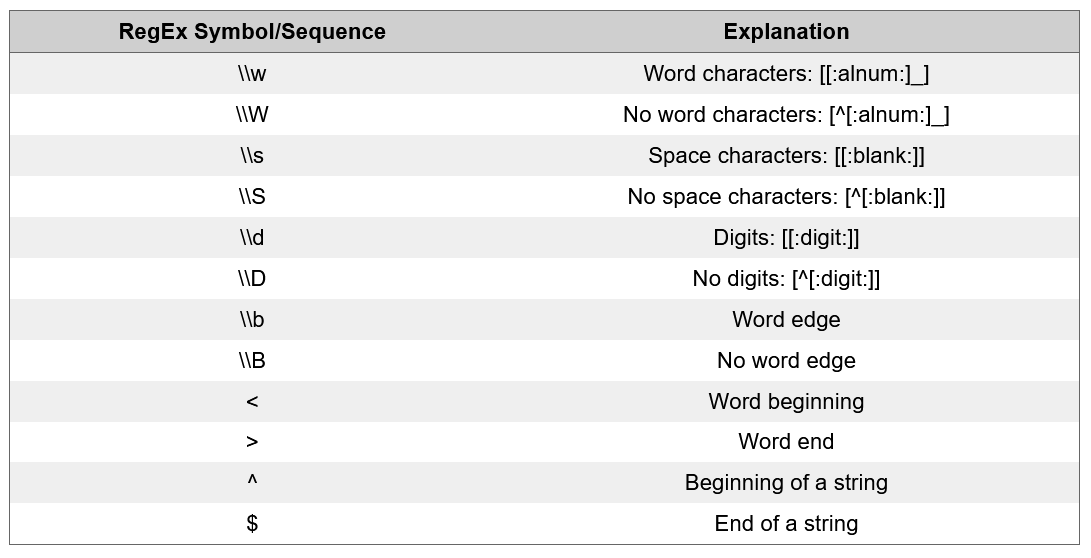 RegEx Symbol/Sequence Explanation
\\w Word characters: [[:alnum:]_]
\\W No word characters: [^[:alnum:]_]
\\s Space characters: [[:blank:]]
\\S No space characters: [^[:blank:]]
\\d Digits: [[:digit:]]
\\D No digits: [^[:digit:]]
\\b Word edge
\\B No word edge
< Word beginning
> Word end
^ Beginning of a string
$ End of a string